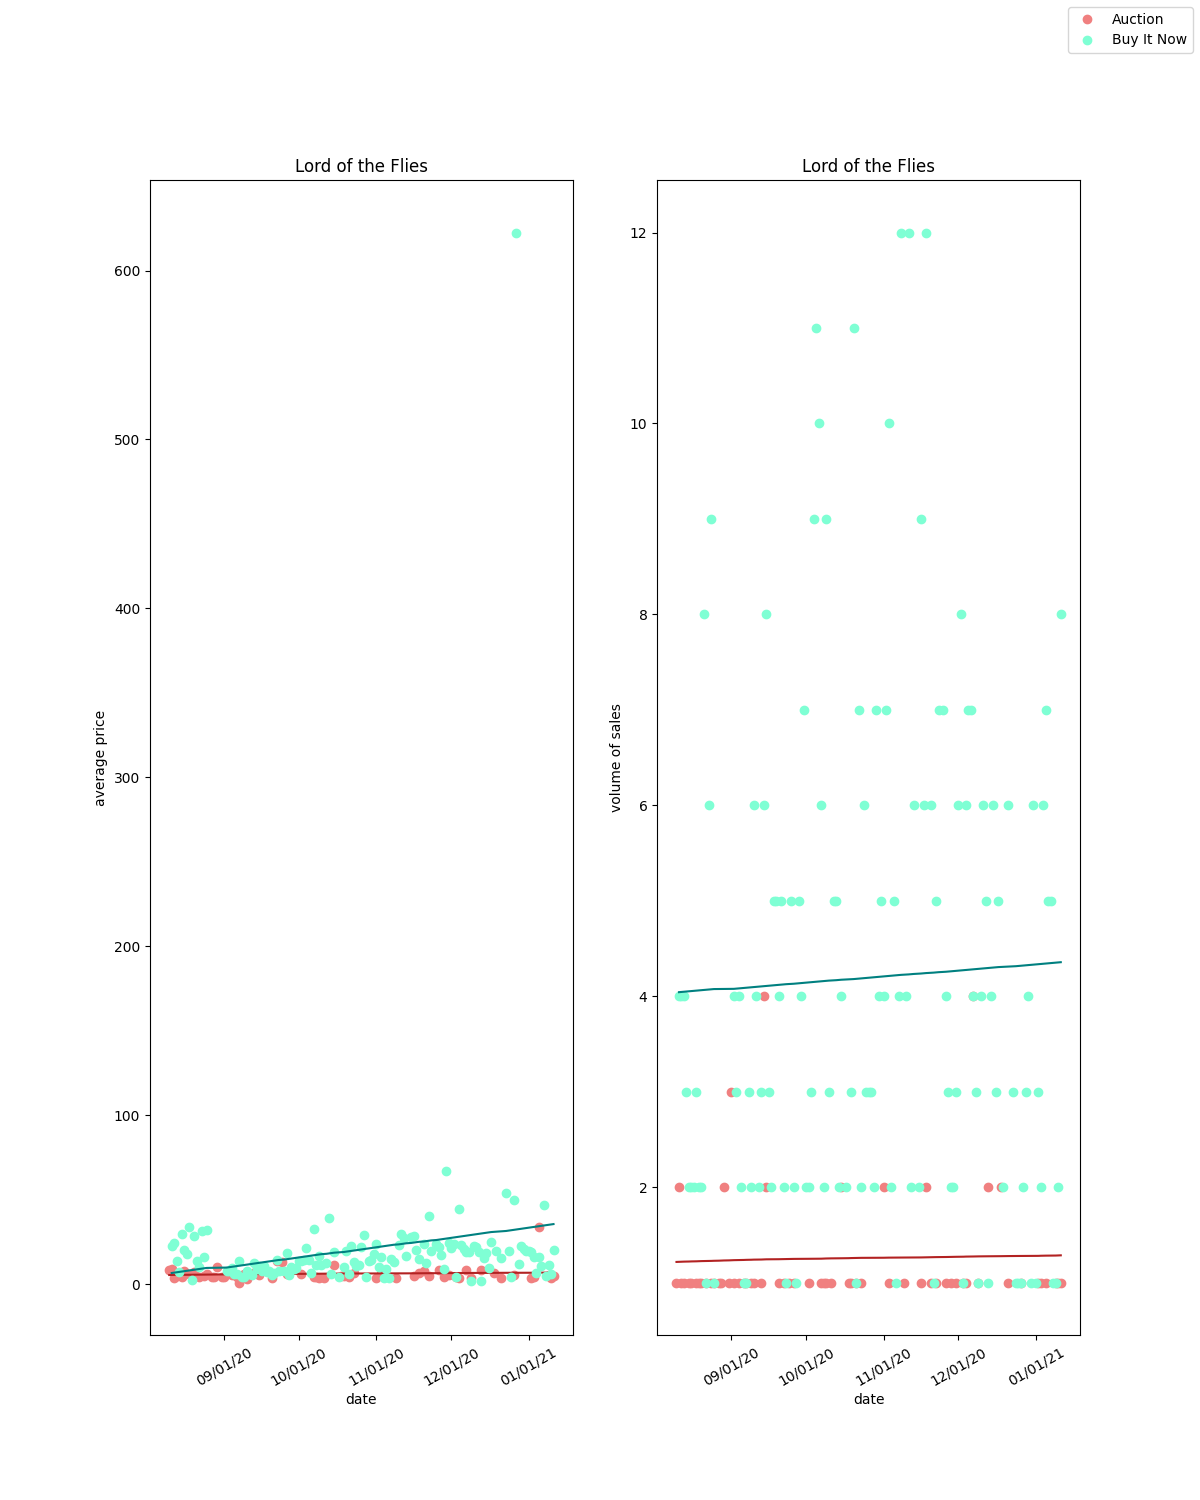 Auction
Buy It Now
Lord of the Flies
average price
600
500
400
300
200
100
0
09/01/20
10/01/20
11/01/20
12/01/20
01/01/21
date
Lord of the Flies
volume of sales
12
10
8
6
4
2
09/01/20
10/01/20
11/01/20
12/01/20
01/01/21
date